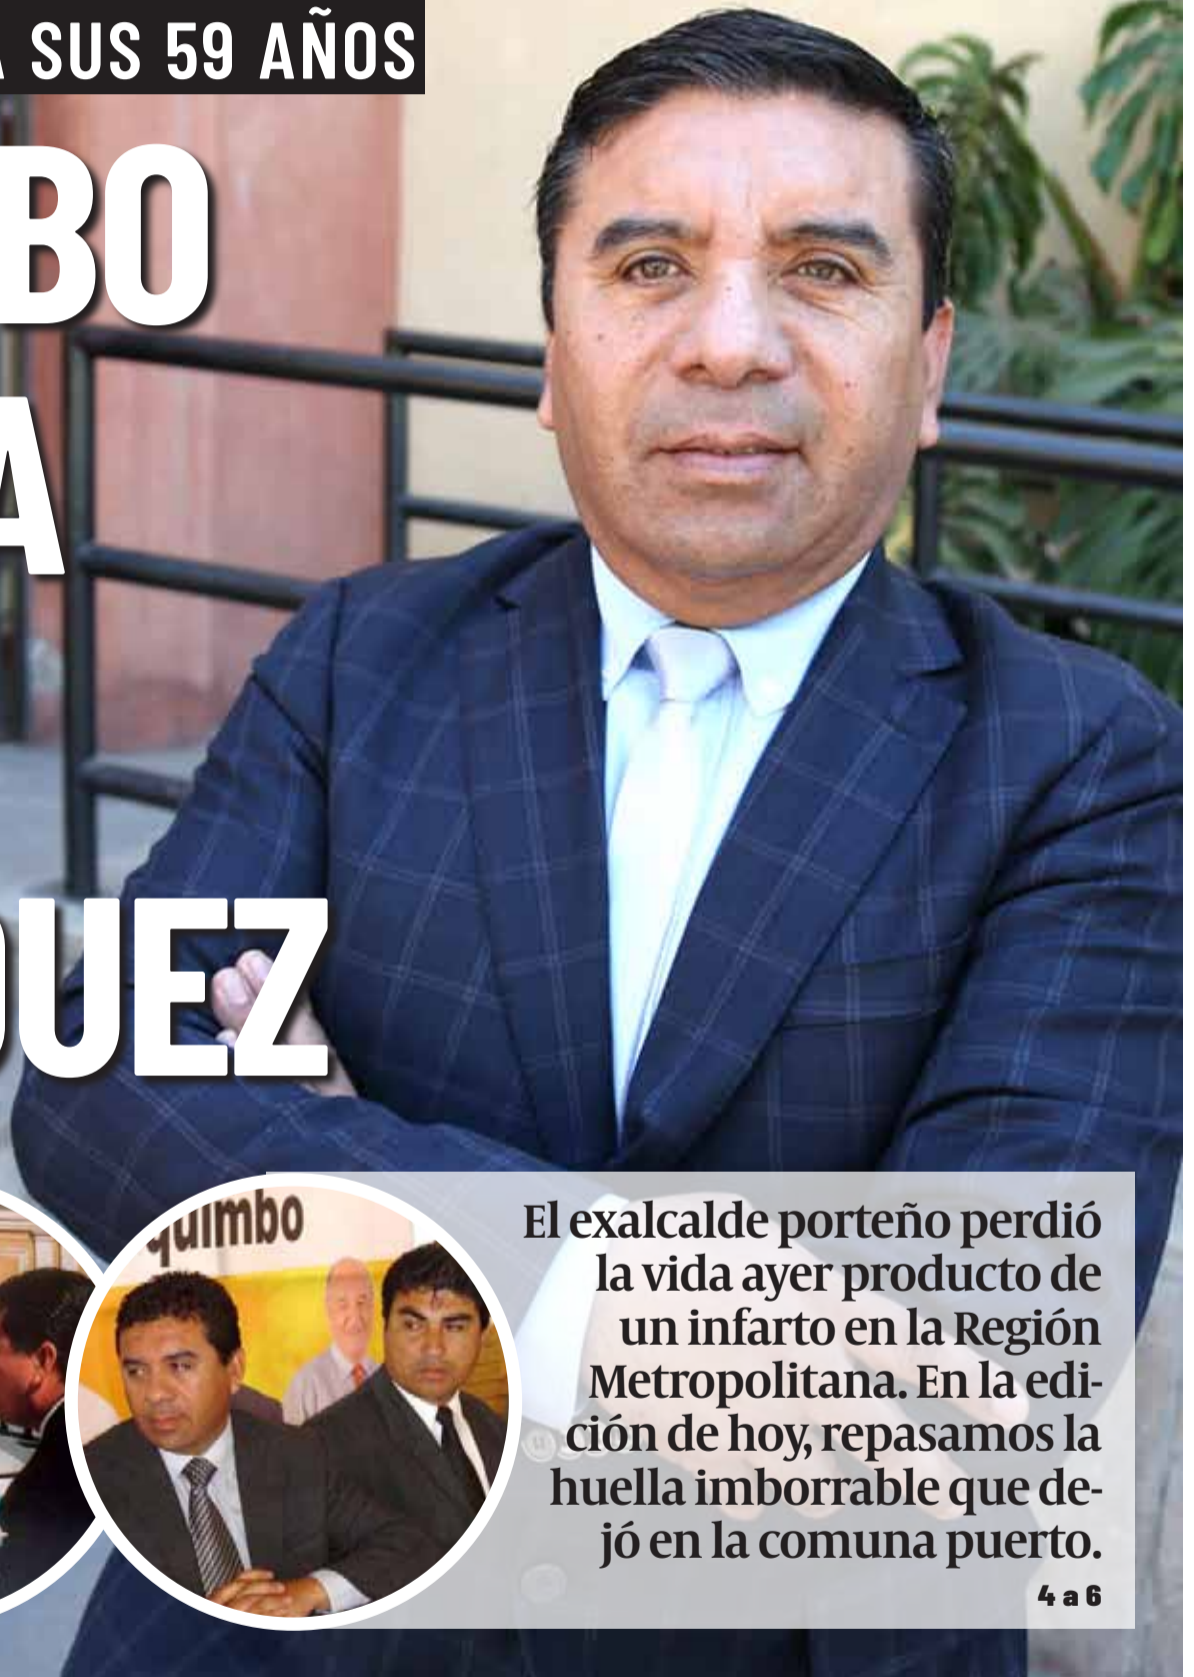 A SUS 59 AÑOS
BO
A
QUEZ
quimbo
El exalcalde porteño perdió
la vida ayer producto de
un infarto en la Región
Metropolitana. En la edi-
ción de hoy, repasamos la
huella imborrable que de-
jó en la comuna puerto.
4 a 6